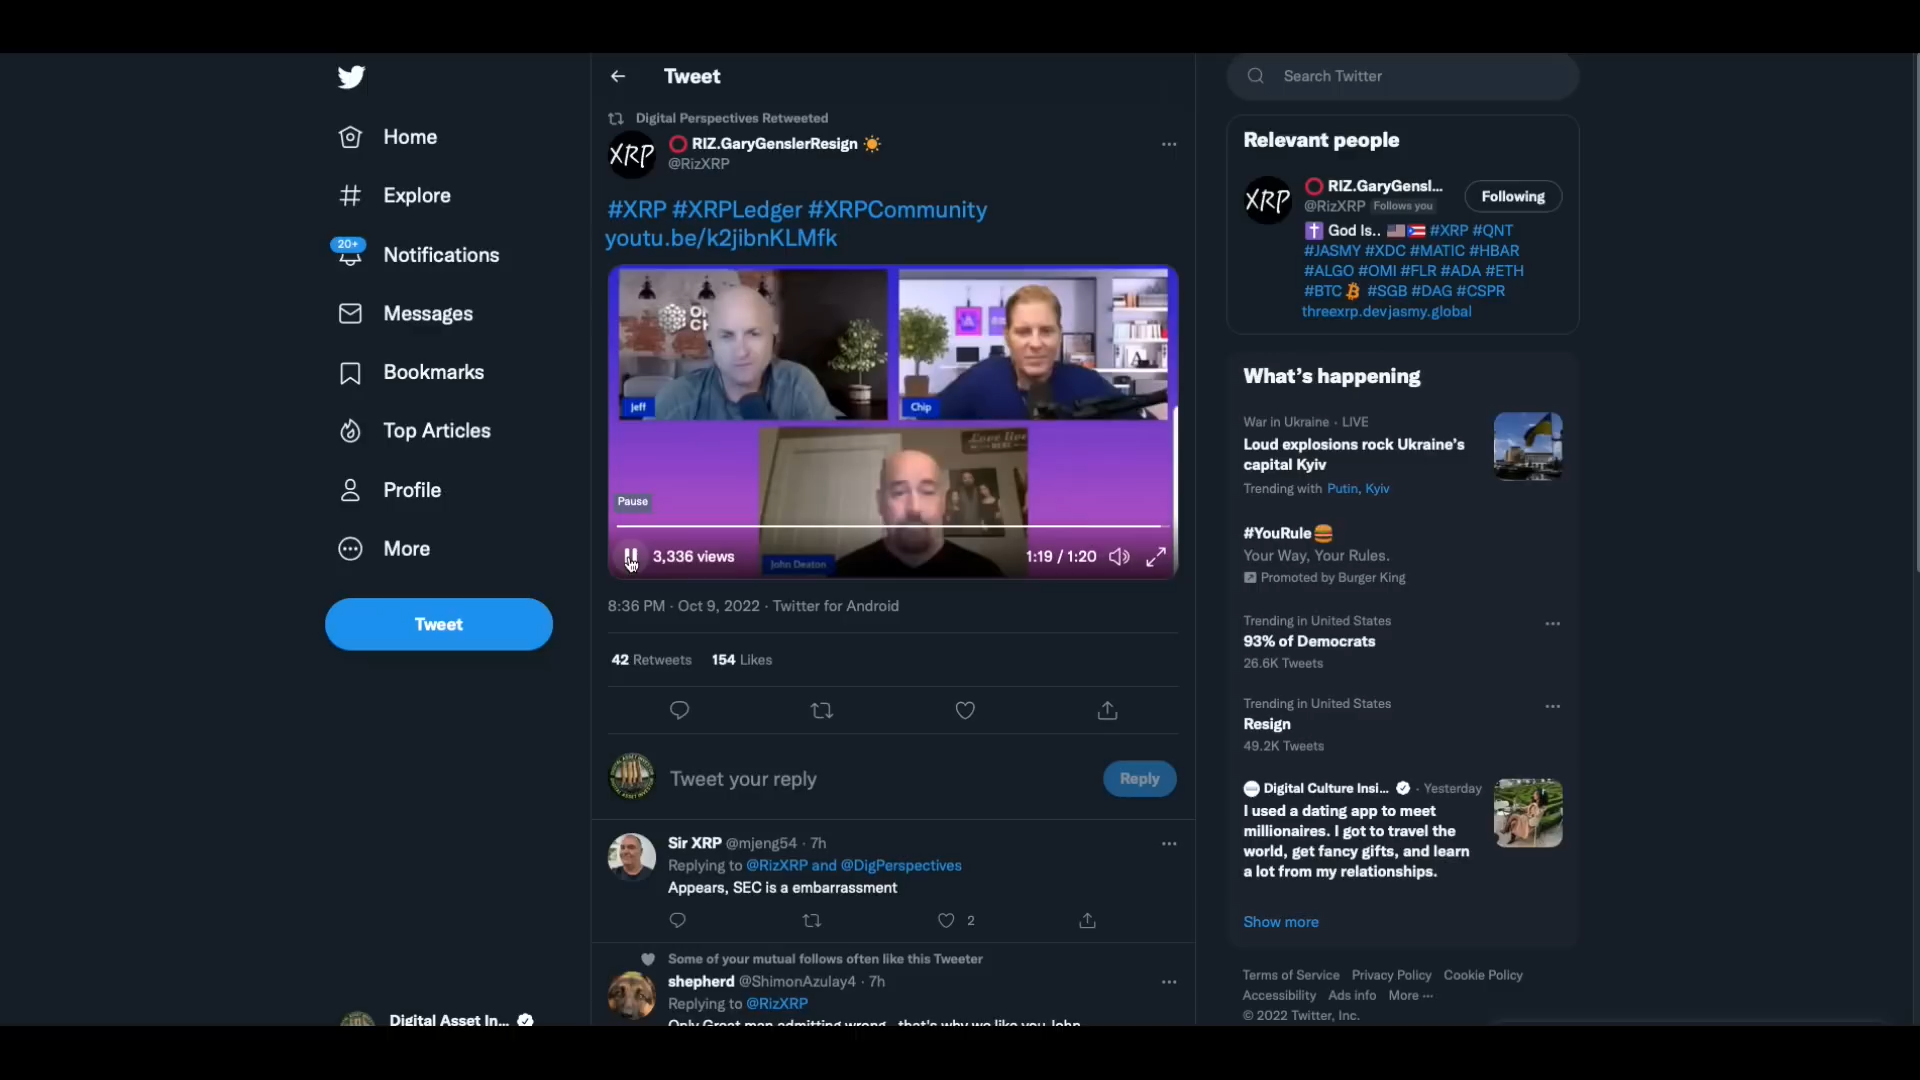 Tweet
Search Twitter
Home
Explore
20+
Notifications
Messages
Bookmarks
Top Articles
Profile
More
Tweet
Digital Asset In...
Digital Perspectives Retweeted
XRP
RIZ.GaryGenslerResign
@RizXRP
#XRP #XRPLedger #XRPCommunity
youtu.be/k2jibnKLMfk
Jeff
Chip
Pause
John Deaton
3,336 views
1:19 / 1:20
8:36 PM · Oct 9, 2022 · Twitter for Android
42 Retweets 154 Likes
Tweet your reply
Reply
Sir XRP @mjeng54 · 7h
Replying to @RizXRP and @DigPerspectives
Appears, SEC is a embarrassment
2
Some of your mutual follows often like this Tweeter
shepherd @ShimonAzulay4 · 7h
Replying to @RizXRP
Only Great man admitting wrong.. that's why we like you John
Relevant people
XRP
RIZ.GaryGensl...
@RizXRP Follows you
Following
God Is.. #XRP #QNT
#JASMY #XDC #MATIC #HBAR
#ALGO #OMI #FLR #ADA #ETH
#BTC #SGB #DAG #CSPR
threexrp.devjasmy.global
What's happening
War in Ukraine · LIVE
Loud explosions rock Ukraine's
capital Kyiv
Trending with Putin, Kyiv
#YouRule
Your Way, Your Rules.
Promoted by Burger King
Trending in United States
93% of Democrats
26.6K Tweets
Trending in United States
Resign
49.2K Tweets
Digital Culture Insi... · Yesterday
I used a dating app to meet
millionaires. I got to travel the
world, get fancy gifts, and learn
a lot from my relationships.
Show more
Terms of Service Privacy Policy Cookie Policy
Accessibility Ads info More ...
© 2022 Twitter, Inc.